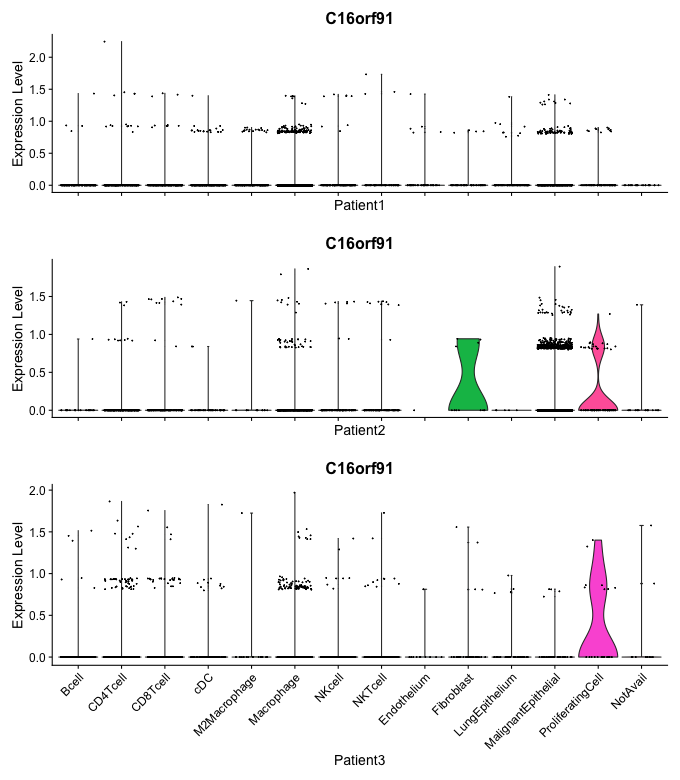 C16orf91
Expression Level
2.0
1.5
1.0
0.5
0.0
Patient1
C16orf91
Expression Level
1.5
1.0
0.5
0.0
Patient2
C16orf91
Expression Level
2.0
1.5
1.0
0.5
0.0
Bcell
CD4Tcell
CD8Tcell
cDC
M2Macrophage
Macrophage
NKcell
NKTcell
Endothelium
Fibroblast
LungEpithelium
MalignantEpithelial
ProliferatingCell
NotAvail
Patient3